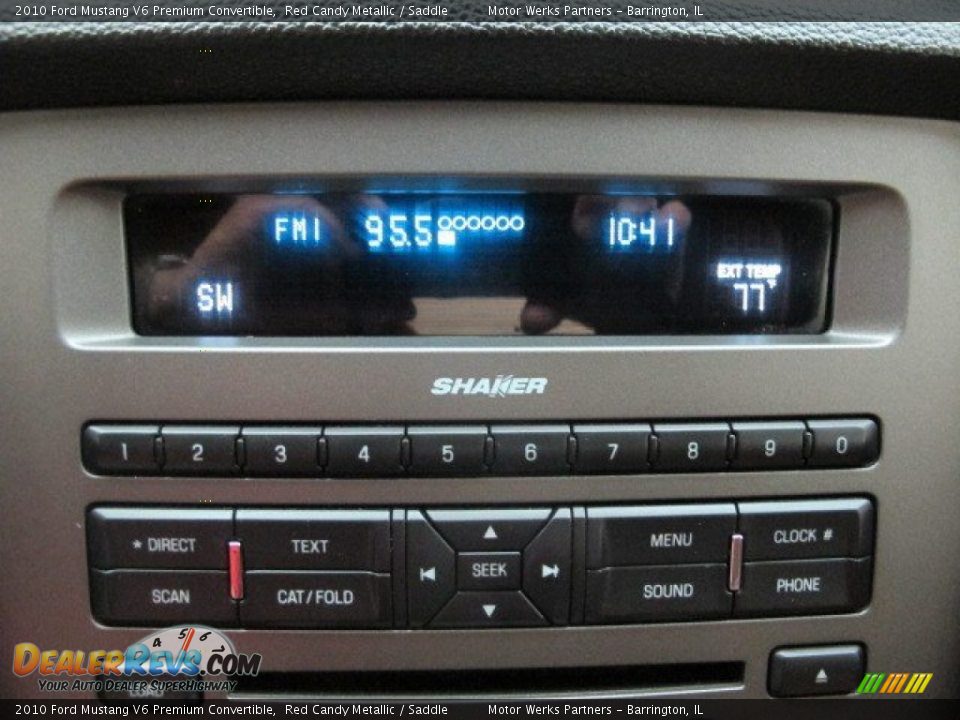 2010 Ford Mustang V6 Premium Convertible, Red Candy Metallic / Saddle Motor Werks Partners - Barrington, IL
FM1 95.5 10:41
EXT TEMP
SW 77°F
SHAKER
1 2 3 4 5 6 7 8 9 0
* DIRECT TEXT MENU CLOCK #
SEEK
SCAN CAT/FOLD SOUND PHONE
4 5 6
DEALERREVS.COM
YOUR AUTO DEALER SUPERHIGHWAY
2010 Ford Mustang V6 Premium Convertible, Red Candy Metallic / Saddle Motor Werks Partners - Barrington, IL